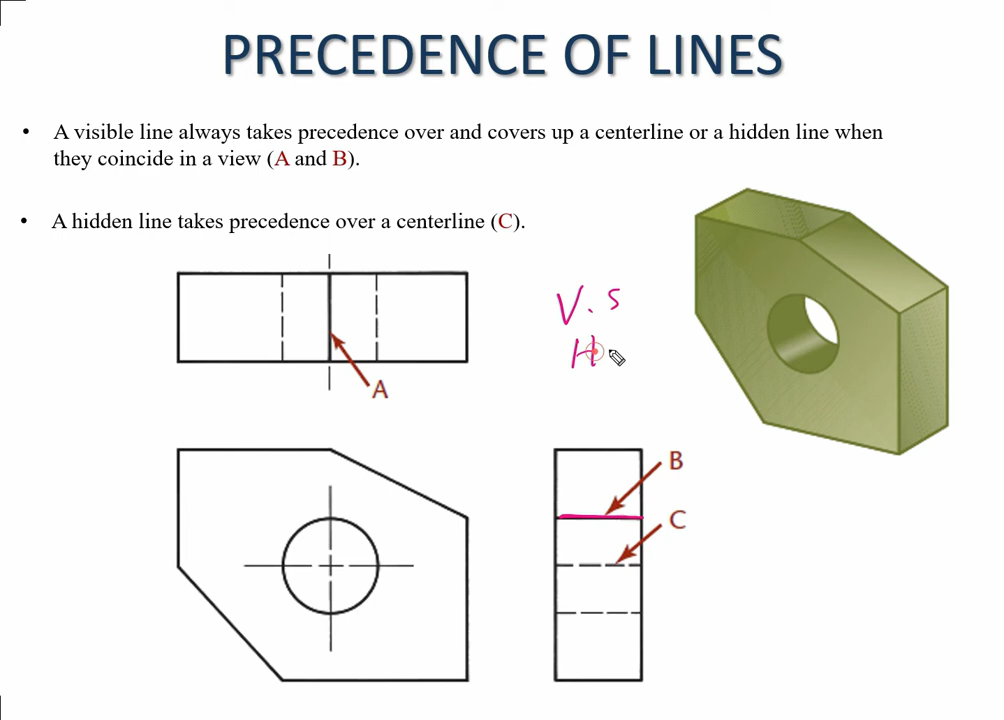 PRECEDENCE OF LINES
• A visible line always takes precedence over and covers up a centerline or a hidden line when
they coincide in a view (A and B).
• A hidden line takes precedence over a centerline (C).
V. S
H
A
B
C